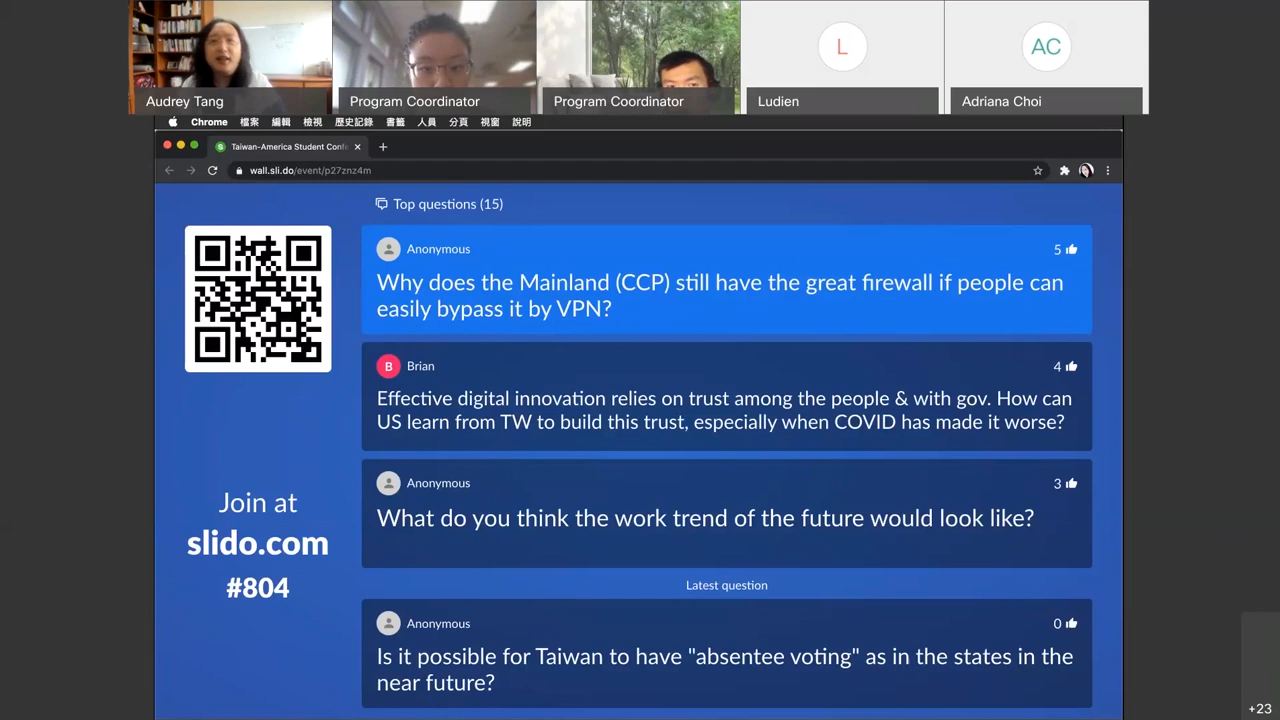 Audrey Tang
Program Coordinator
Program Coordinator
L
Ludien
AC
Adriana Choi
Chrome 檔案 編輯 檢視 歷史記錄 書籤 人員 分頁 視窗 說明
S Taiwan-America Student Confe
wall.sli.do/event/p27znz4m
Top questions (15)
Anonymous 5
Why does the Mainland (CCP) still have the great firewall if people can
easily bypass it by VPN?
B Brian 4
Effective digital innovation relies on trust among the people & with gov. How can
US learn from TW to build this trust, especially when COVID has made it worse?
Anonymous 3
What do you think the work trend of the future would look like?
Join at
slido.com
#804
Latest question
Anonymous 0
Is it possible for Taiwan to have "absentee voting" as in the states in the
near future?
+23